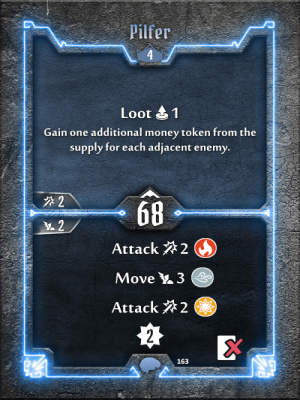 Pilfer
4
Loot 1
Gain one additional money token from the
supply for each adjacent enemy.
2
68
2
Attack 2
Move 3
Attack 2
2
163